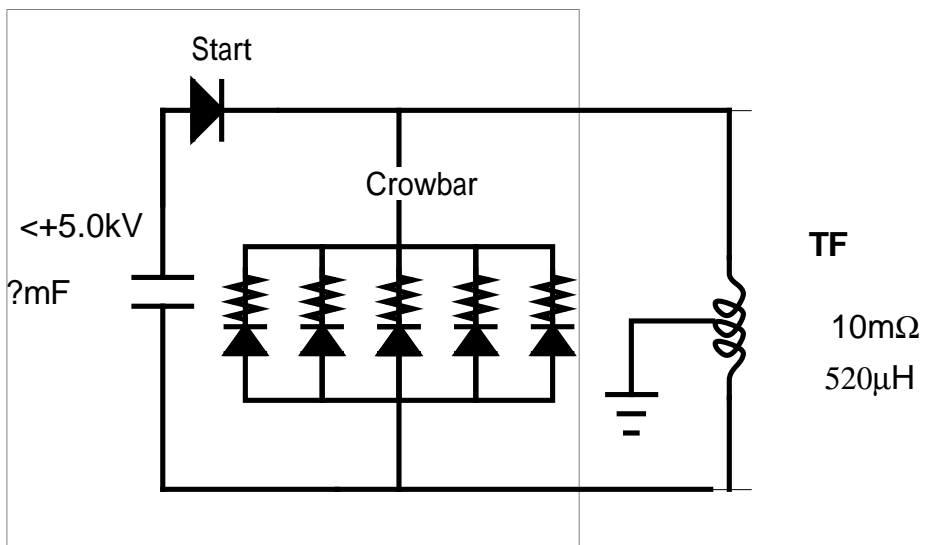 Start
Crowbar
<+5.0kV
?mF
TF
10mΩ
520μH